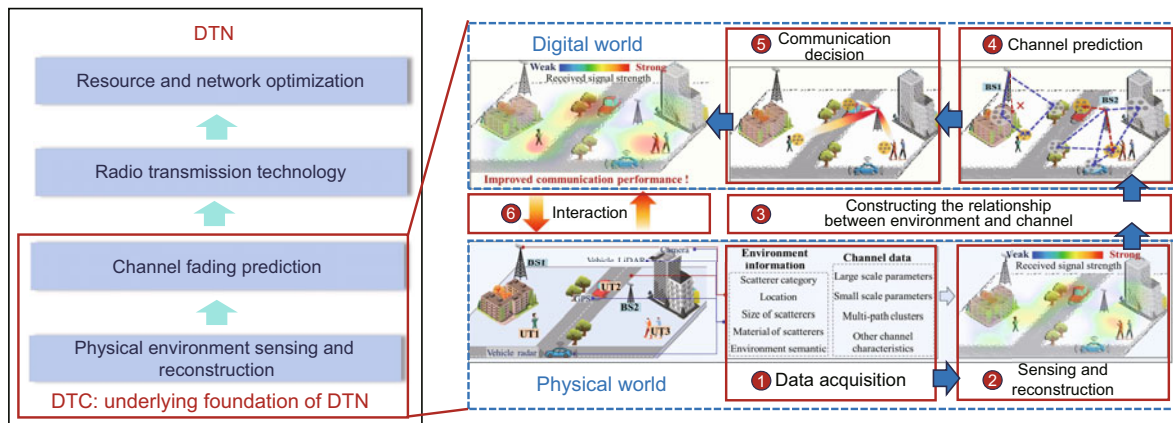 DTN
Resource and network optimization
Radio transmission technology
Channel fading prediction
Physical environment sensing and
reconstruction
DTC: underlying foundation of DTN
Digital world
Weak
Strong
Received signal strength
Improved communication performance !
5 Communication
decision
4 Channel prediction
BS1
BS2
6 Interaction
3 Constructing the relationship
between environment and channel
Camera
Vehicle LiDAR
BS1
GPS
UT2
BS2
UT1
UT3
Vehicle radar
Physical world
Environment
information
Scatterer category
Location
Size of scatterers
Material of scatterers
Environment semantic
Channel data
Large scale parameters
Small scale parameters
Multi-path clusters
Other channel
characteristics
1 Data acquisition
Weak
Strong
Received signal strength
2 Sensing and
reconstruction